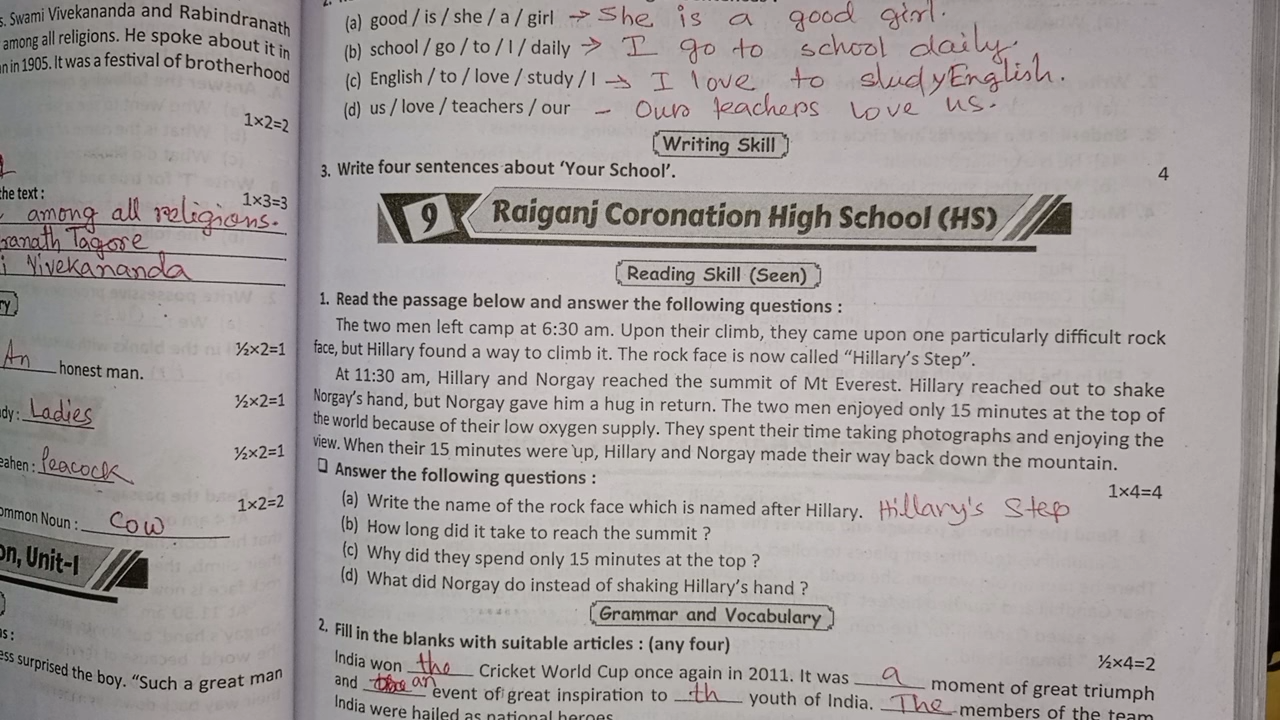 s. Swami Vivekananda and Rabindranath
among all religions. He spoke about it in
n in 1905. It was a festival of brotherhood
1×2=2
the text :
1×3=3
among all religions.
ranath Tagore
i Vivekananda
ry
½×2=1
An honest man.
½×2=1
dy : Ladies
½×2=1
eahen : Peacock
1×2=2
ommon Noun : Cow
on, Unit-I
ns :
ess surprised the boy. "Such a great man
(a) good / is / she / a / girl → She is a good girl.
(b) school / go / to / I / daily → I go to school daily.
(c) English / to / love / study / I → I love to study English.
(d) us / love / teachers / our – Our teachers love us.
Writing Skill
3. Write four sentences about 'Your School'. 4
9 Raiganj Coronation High School (HS)
Reading Skill (Seen)
1. Read the passage below and answer the following questions :
The two men left camp at 6:30 am. Upon their climb, they came upon one particularly difficult rock
face, but Hillary found a way to climb it. The rock face is now called "Hillary's Step".
At 11:30 am, Hillary and Norgay reached the summit of Mt Everest. Hillary reached out to shake
Norgay's hand, but Norgay gave him a hug in return. The two men enjoyed only 15 minutes at the top of
the world because of their low oxygen supply. They spent their time taking photographs and enjoying the
view. When their 15 minutes were up, Hillary and Norgay made their way back down the mountain.
❑ Answer the following questions : 1×4=4
(a) Write the name of the rock face which is named after Hillary. Hillary's Step
(b) How long did it take to reach the summit ?
(c) Why did they spend only 15 minutes at the top ?
(d) What did Norgay do instead of shaking Hillary's hand ?
Grammar and Vocabulary
2. Fill in the blanks with suitable articles : (any four) ½×4=2
India won the Cricket World Cup once again in 2011. It was a moment of great triumph
and an event of great inspiration to th youth of India. The members of the team
India were hailed as national heroes.